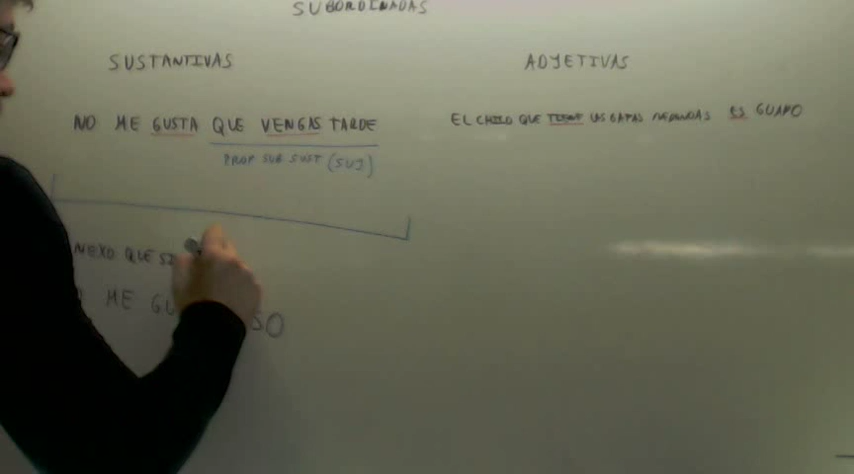 SUBORDINADAS
SUSTANTIVAS
ADJETIVAS
NO ME GUSTA QUE VENGAS TARDE
EL CHICO QUE TIENE LAS GAFAS REDONDAS ES GUAPO
PROP SUB SUST (SUJ)
NEXO QUE
ME